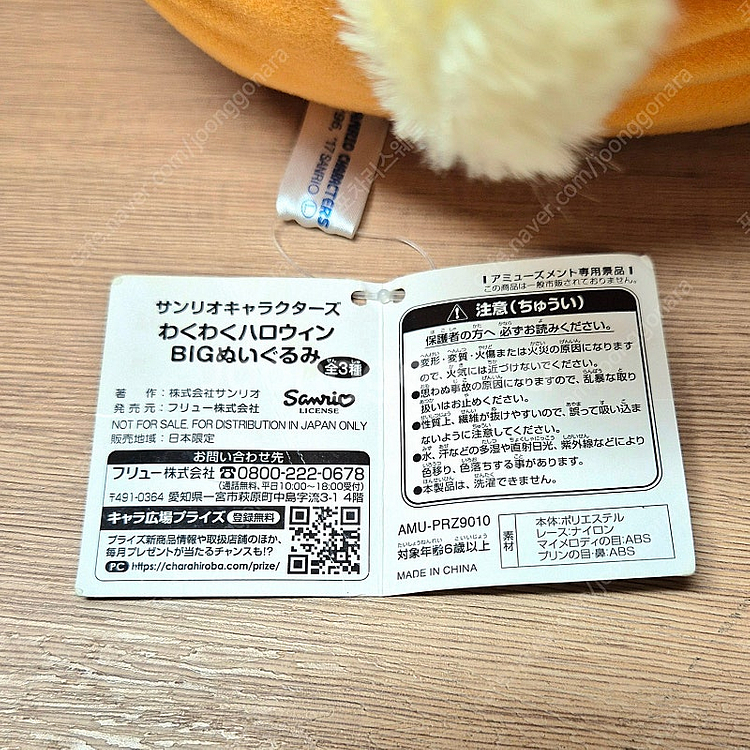 CHARACTERS
'96, '17 SANRIO
サンリオキャラクターズ
わくわくハロウィン
BIGぬいぐるみ 全3種
著 作：株式会社サンリオ
発 売 元：フリュー株式会社
Sanrio
LICENSE
NOT FOR SALE. FOR DISTRIBUTION IN JAPAN ONLY
販売地域：日本限定
お問い合わせ先
フリュー株式会社 ☎0800-222-0678
(通話無料、平日10:00～18:00受付)
〒491-0364 愛知県一宮市萩原町中島字流3-1 4階
キャラ広場プライズ 登録無料
プライズ新商品情報や取扱店舗のほか、
毎月プレゼントが当たるチャンスも!?
PC https://charahiroba.com/prize/
アミューズメント専用景品
この商品は一般市販されておりません。
注意(ちゅうい)
保護者の方へ 必ずお読みください。
●変形・変質・火傷または火災の原因になります
ので、火気には近づけないでください。
●思わぬ事故の原因になりますので、乱暴な取り
扱いはお止めください。
●性質上、繊維が抜けやすいので、誤って吸い込ま
ないように注意してください。
●水、汗などの多湿や直射日光、紫外線などにより
色移り、色落ちする事があります。
●本製品は、洗濯できません。
AMU-PRZ9010
対象年齢6歳以上
MADE IN CHINA
素材
本体:ポリエステル
レース:ナイロン
マイメロディの目:ABS
プリンの目・鼻:ABS